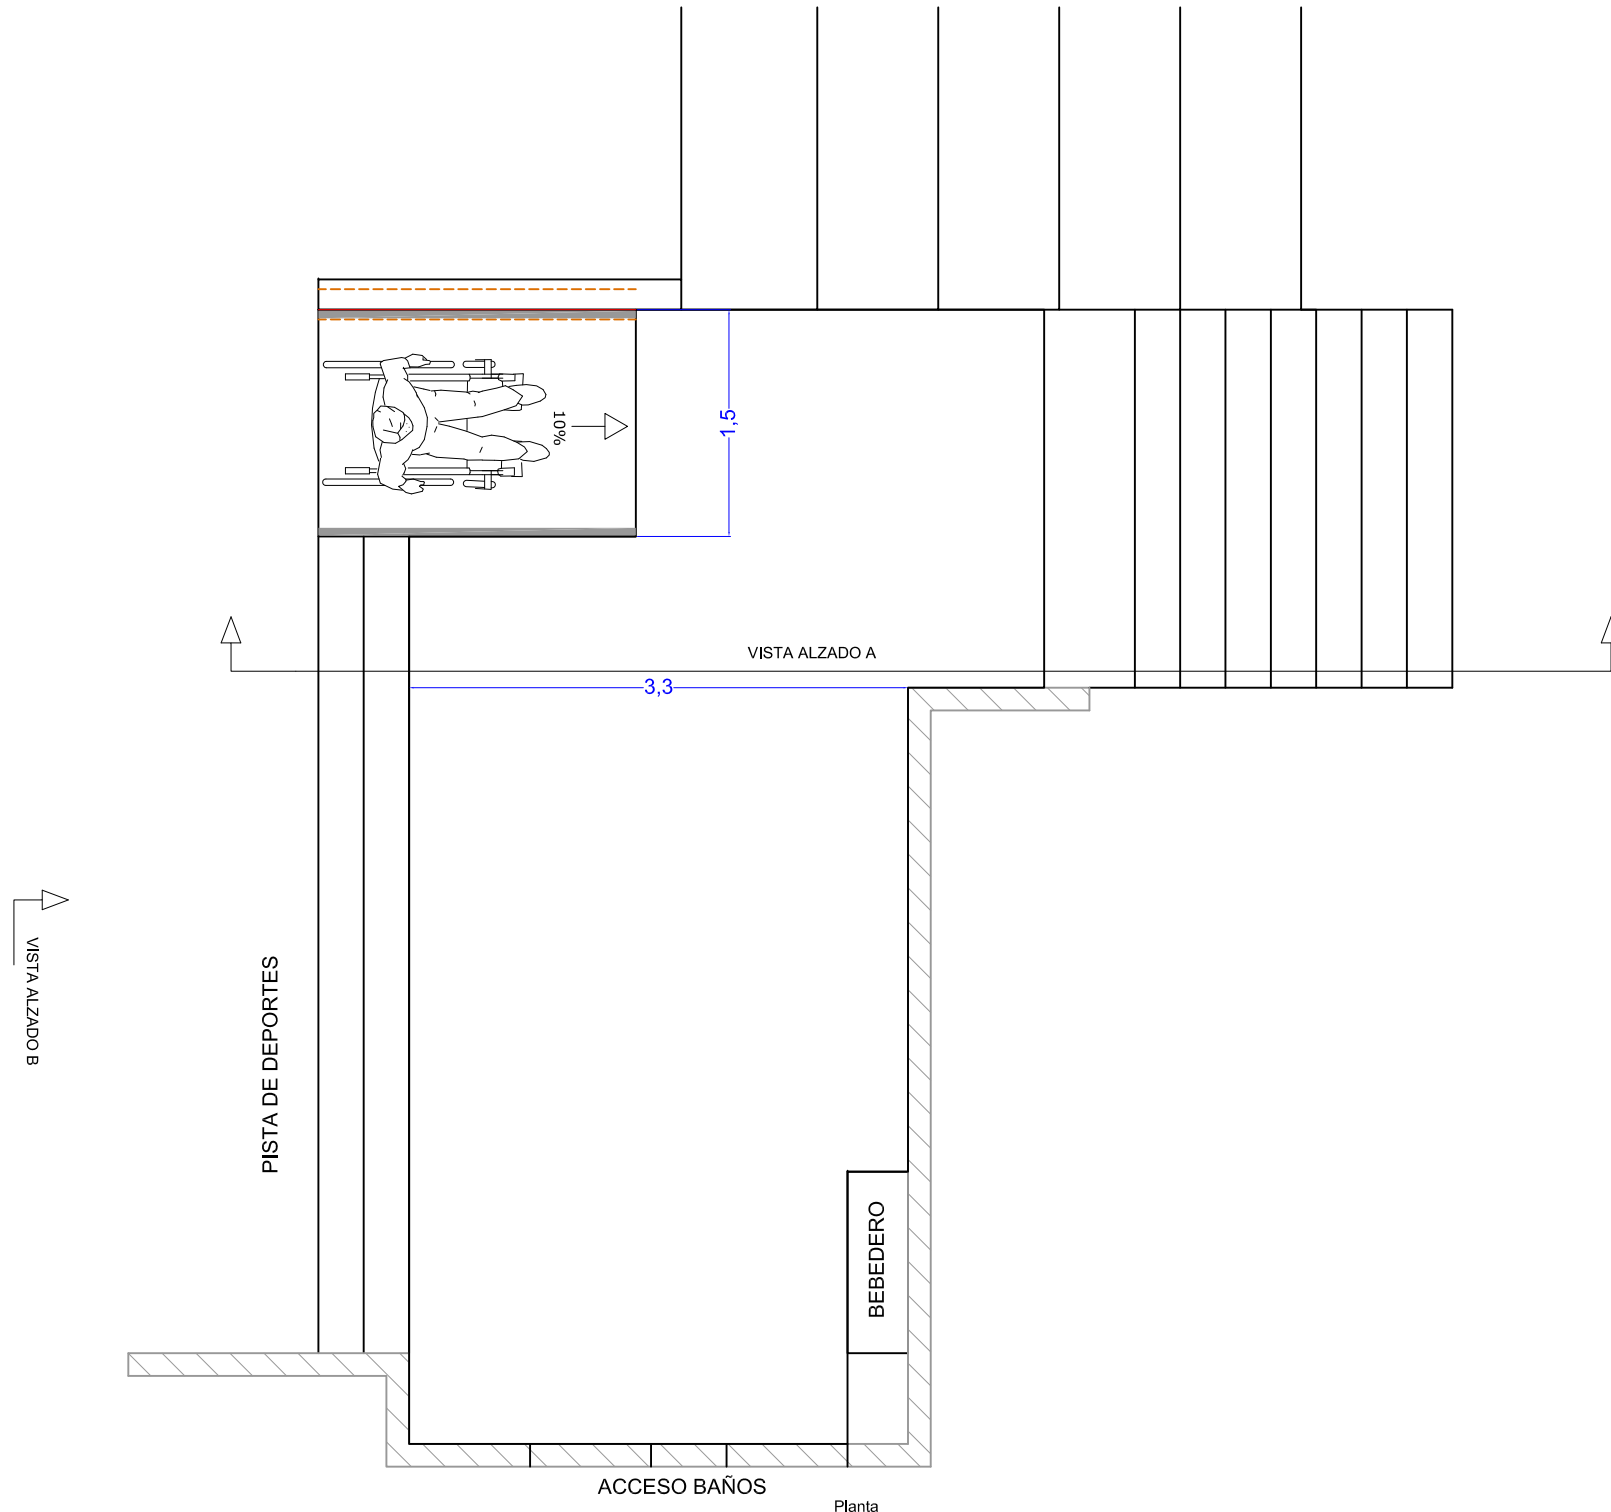 10%
1,5
VISTA ALZADO A
3,3
VISTA ALZADO B
PISTA DE DEPORTES
BEBEDERO
ACCESO BAÑOS
Planta